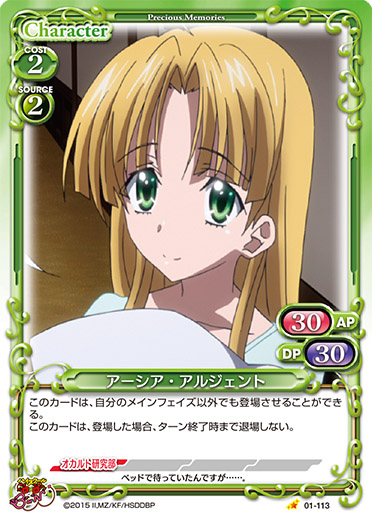 Precious Memories
Character
COST
2
SOURCE
2
30 AP
DP 30
アーシア・アルジェント
このカードは、自分のメインフェイズ以外でも登場させることができ
る。
このカードは、登場した場合、ターン終了時まで退場しない。
オカルト研究部
ベッドで待っていたんですが……。
©2015 II,MZ/KF/HSDDBP
01-113